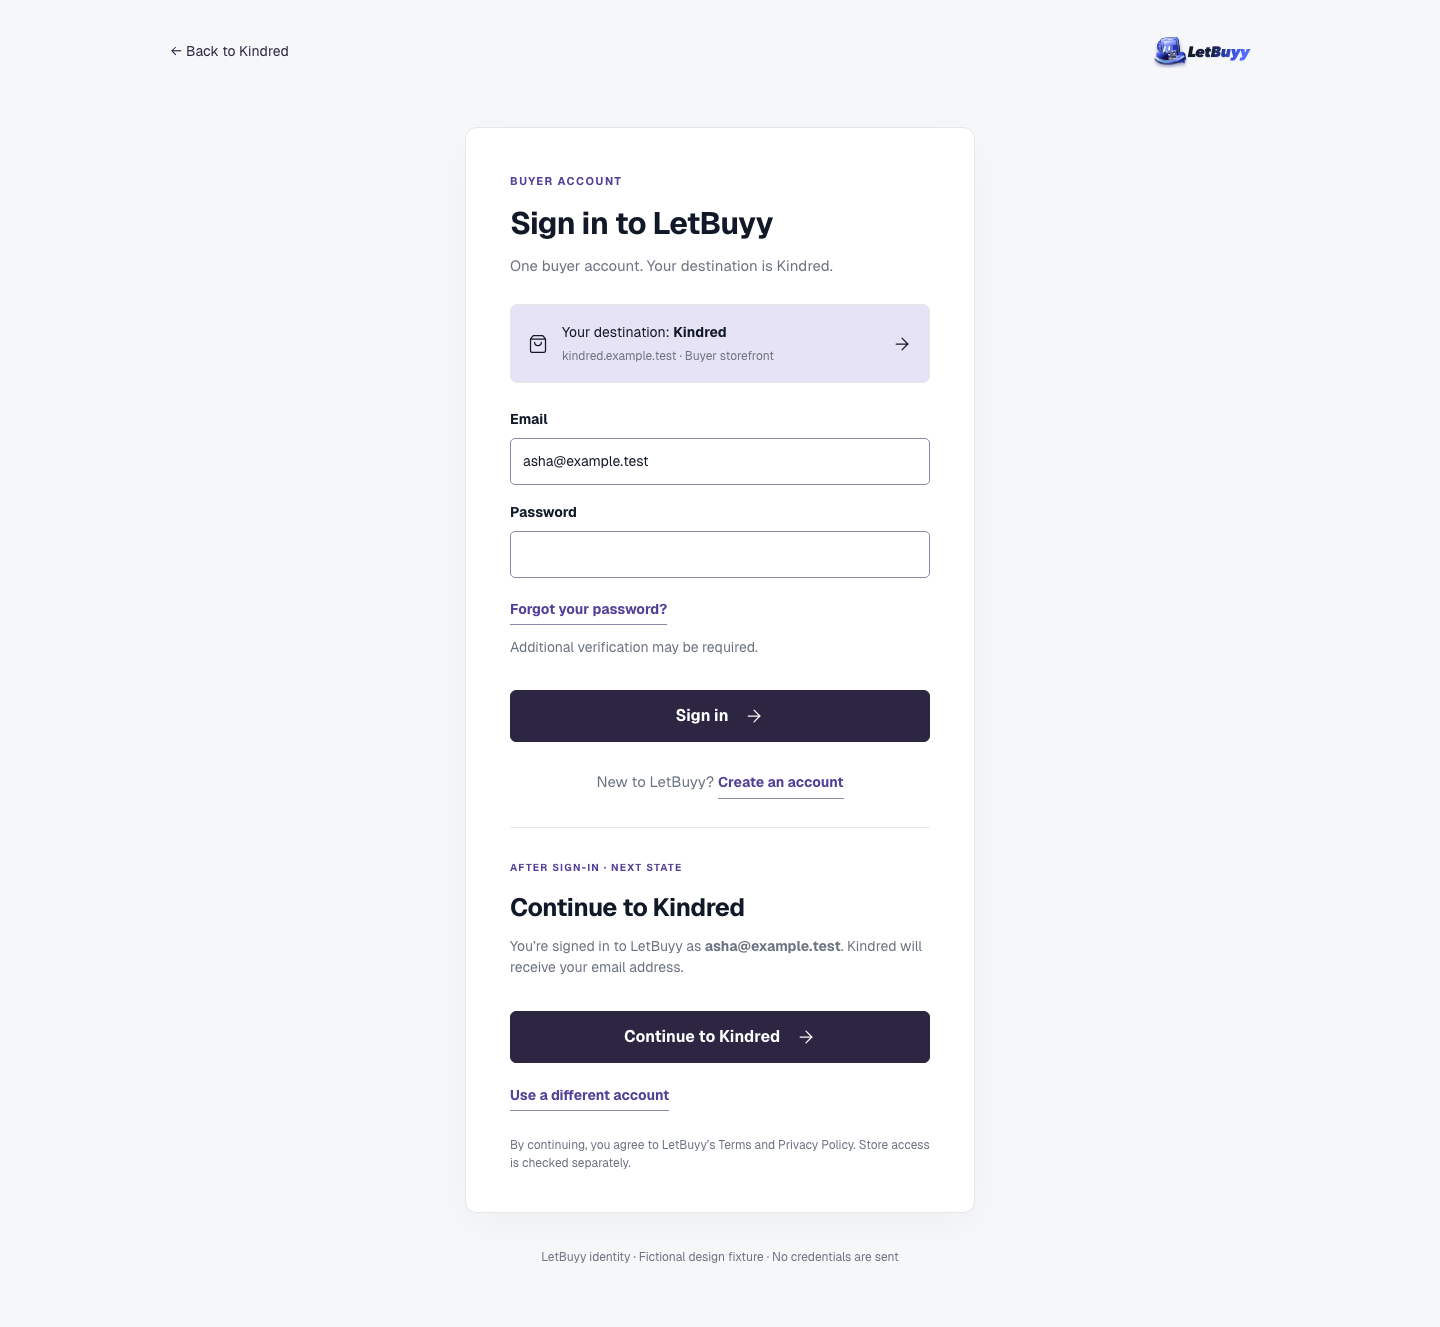 ← Back to Kindred
LetBuyy
BUYER ACCOUNT
Sign in to LetBuyy
One buyer account. Your destination is Kindred.
Your destination: Kindred
kindred.example.test · Buyer storefront
Email
asha@example.test
Password
Forgot your password?
Additional verification may be required.
Sign in →
New to LetBuyy? Create an account
AFTER SIGN-IN · NEXT STATE
Continue to Kindred
You're signed in to LetBuyy as asha@example.test. Kindred will
receive your email address.
Continue to Kindred →
Use a different account
By continuing, you agree to LetBuyy's Terms and Privacy Policy. Store access
is checked separately.
LetBuyy identity · Fictional design fixture · No credentials are sent